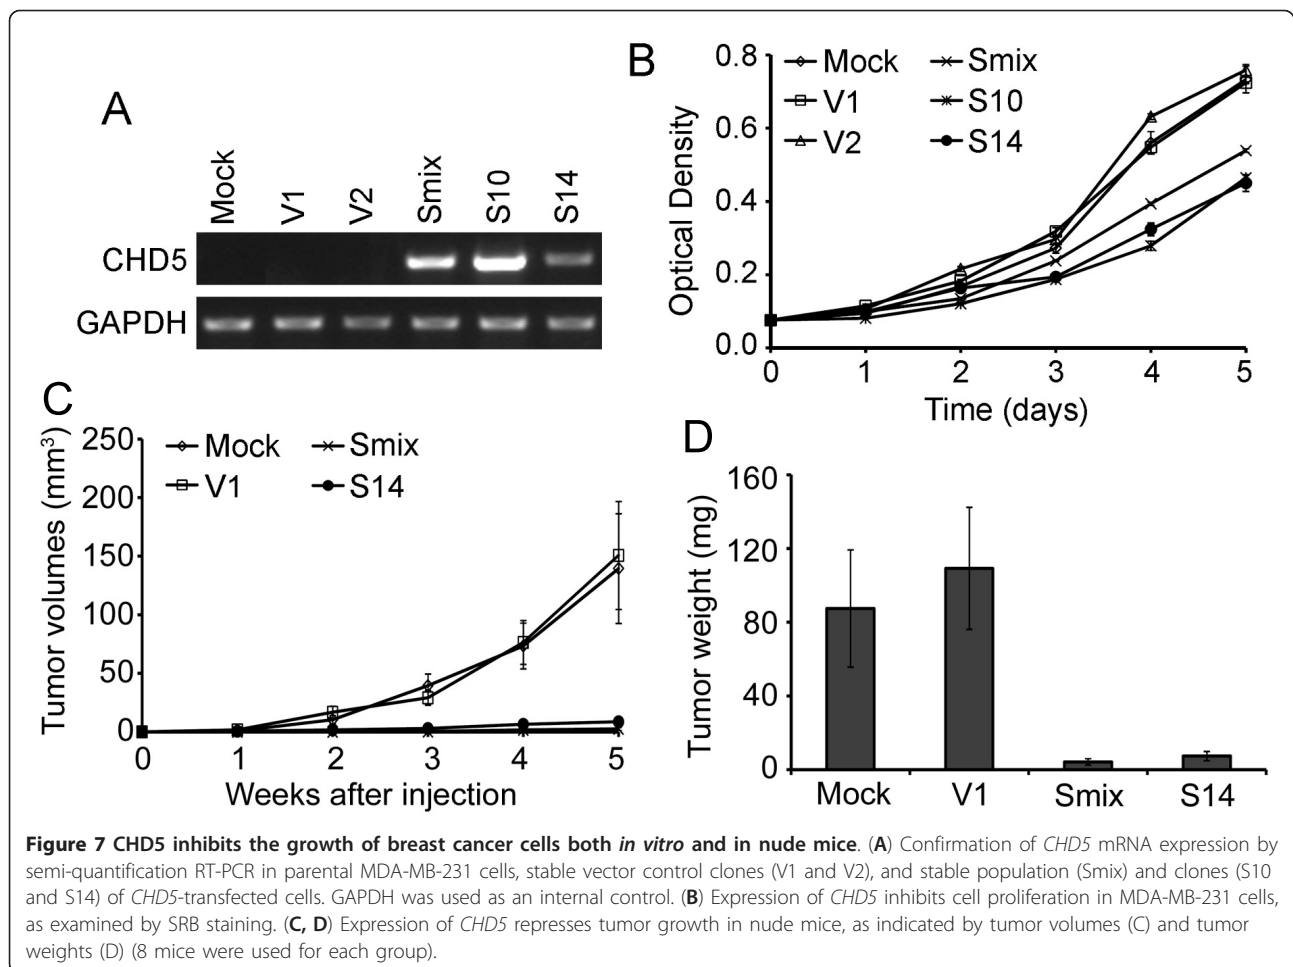 A
Mock V1 V2 Smix S10 S14
CHD5
GAPDH
B
Mock Smix
V1 S10
V2 S14
Optical Density
0.8
0.6
0.4
0.2
0.0
0 1 2 3 4 5
Time (days)
C
Mock Smix
V1 S14
Tumor volumes (mm³)
250
200
150
100
50
0
0 1 2 3 4 5
Weeks after injection
D
Tumor weight (mg)
160
120
80
40
0
Mock V1 Smix S14
Figure 7 CHD5 inhibits the growth of breast cancer cells both in vitro and in nude mice. (A) Confirmation of CHD5 mRNA expression by
semi-quantification RT-PCR in parental MDA-MB-231 cells, stable vector control clones (V1 and V2), and stable population (Smix) and clones (S10
and S14) of CHD5-transfected cells. GAPDH was used as an internal control. (B) Expression of CHD5 inhibits cell proliferation in MDA-MB-231 cells,
as examined by SRB staining. (C, D) Expression of CHD5 represses tumor growth in nude mice, as indicated by tumor volumes (C) and tumor
weights (D) (8 mice were used for each group).